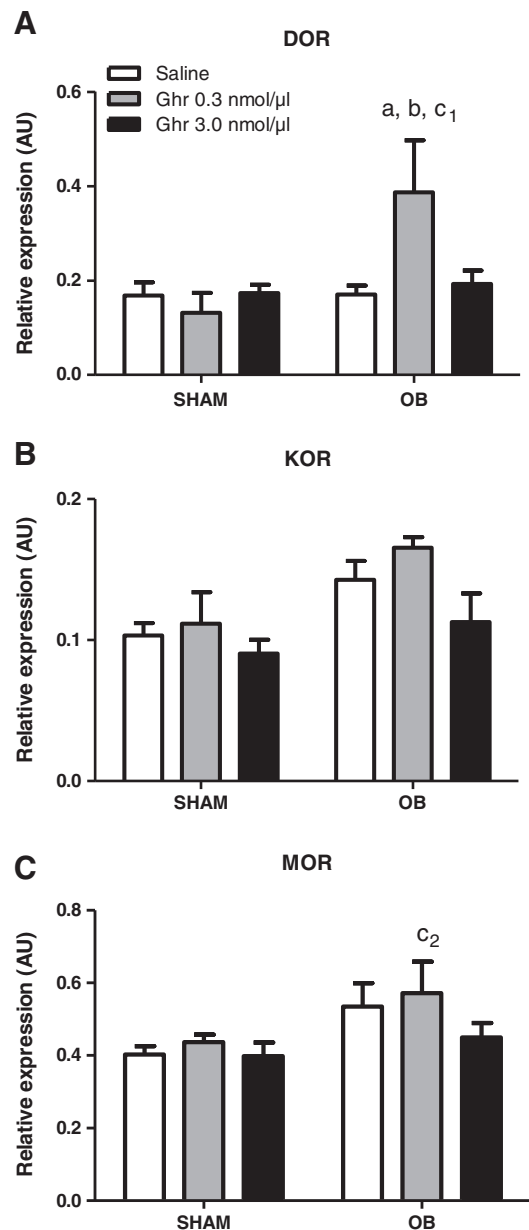 A
DOR
Saline
Ghr 0.3 nmol/µl
Ghr 3.0 nmol/µl
a, b, c₁
Relative expression (AU)
0.6
0.4
0.2
0.0
SHAM OB
B
KOR
Relative expression (AU)
0.2
0.1
0.0
SHAM OB
C
MOR
c₂
Relative expression (AU)
0.8
0.6
0.4
0.2
0.0
SHAM OB